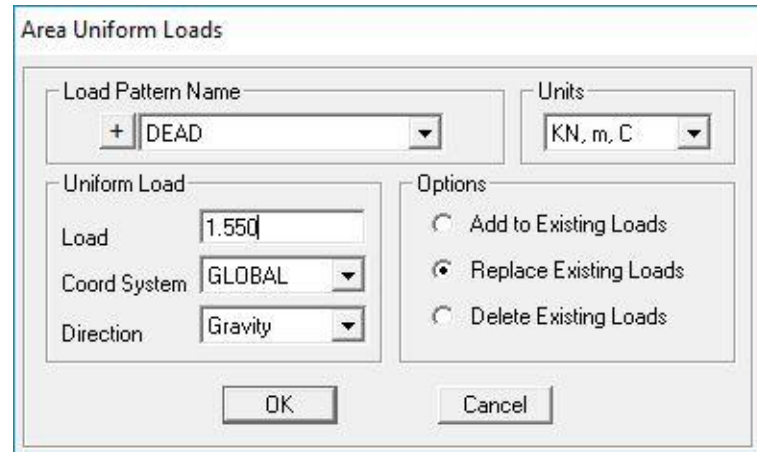 Area Uniform Loads
Load Pattern Name
+ DEAD
Units
KN, m, C
Uniform Load
Load 1.550
Coord System GLOBAL
Direction Gravity
Options
Add to Existing Loads
Replace Existing Loads
Delete Existing Loads
OK
Cancel